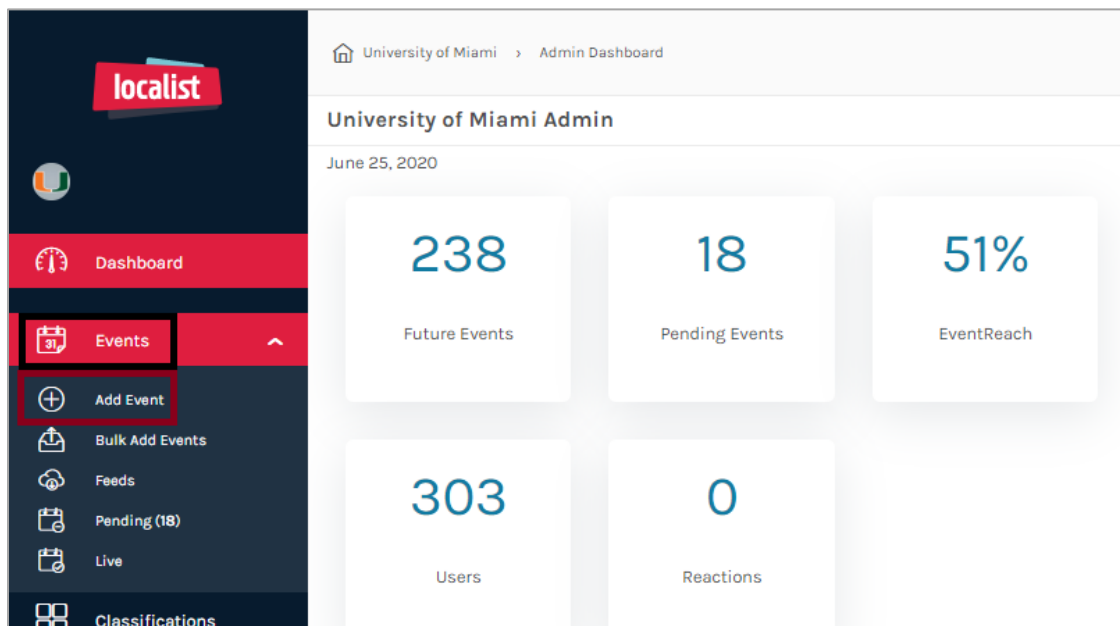 localist
Dashboard
31
Events
Add Event
Bulk Add Events
Feeds
Pending (18)
Live
Classifications
University of Miami › Admin Dashboard
University of Miami Admin
June 25, 2020
238
Future Events
18
Pending Events
51%
EventReach
303
Users
0
Reactions